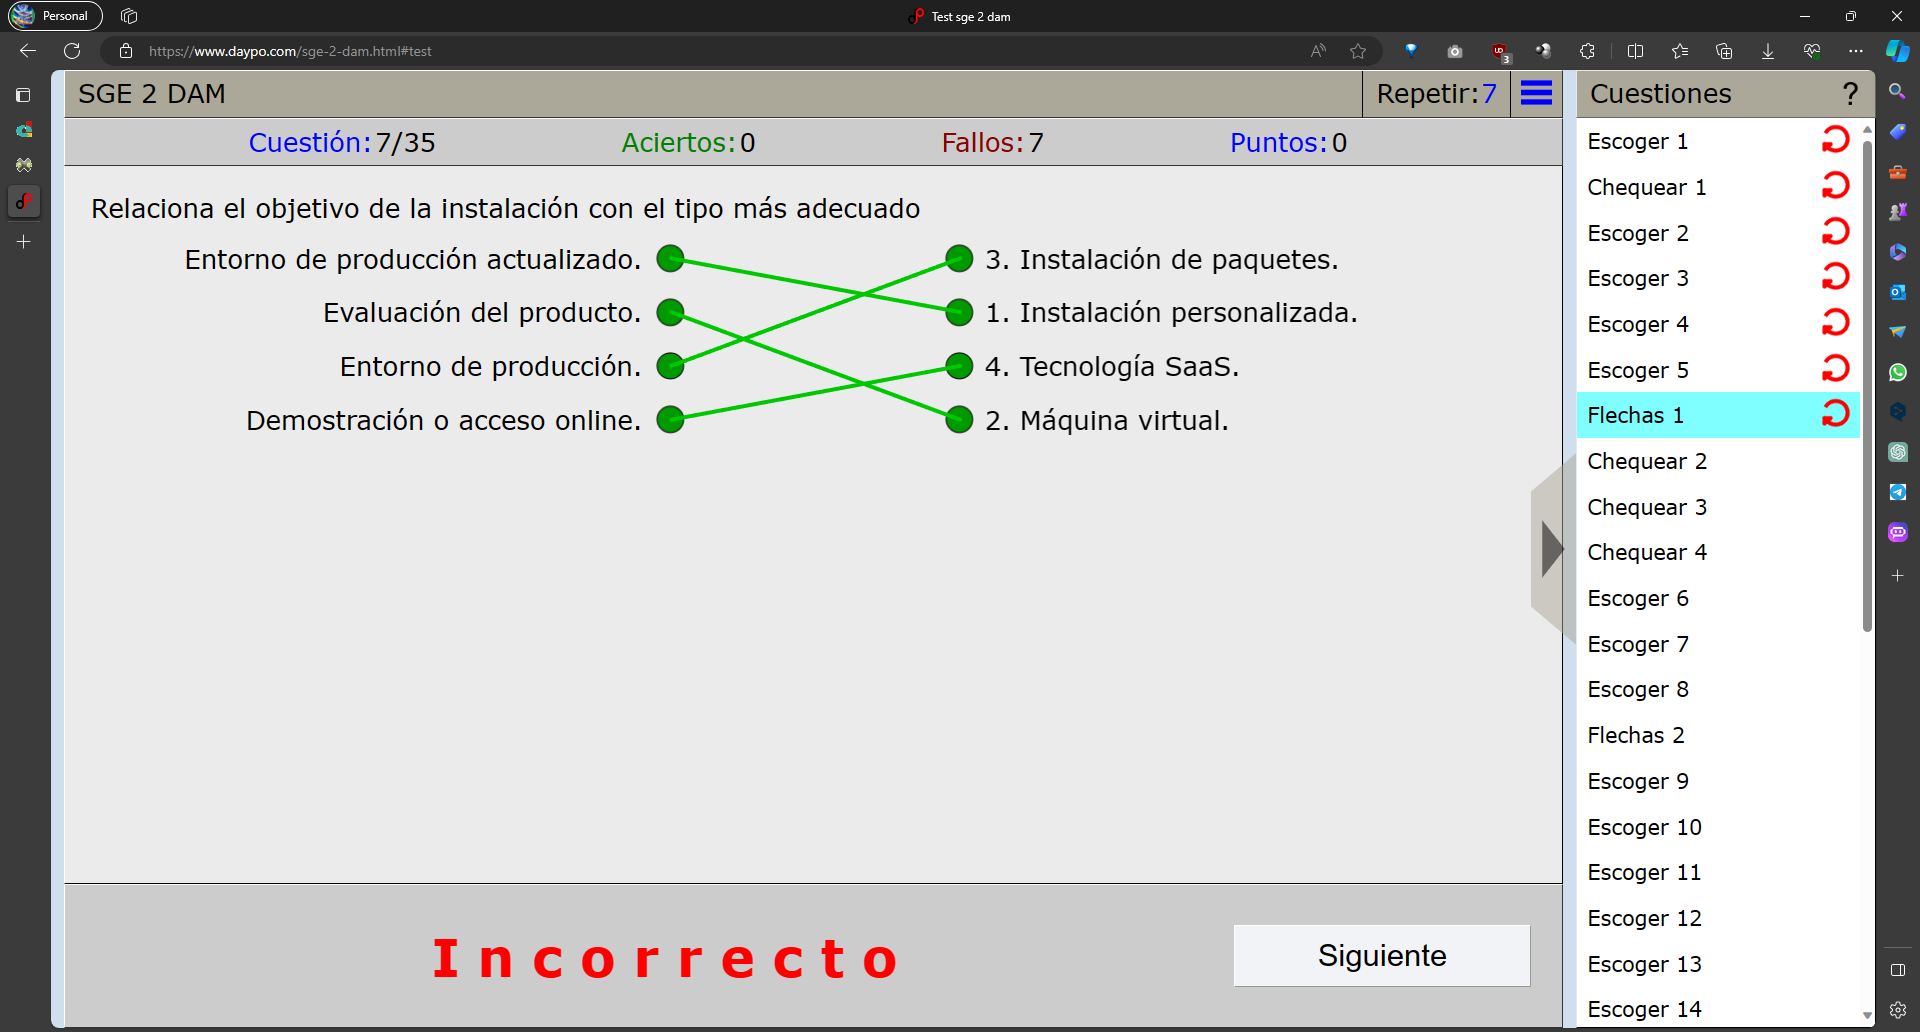 Personal
Test sge 2 dam
https://www.daypo.com/sge-2-dam.html#test
3
SGE 2 DAM
Repetir:7
Cuestión:7/35
Aciertos:0
Fallos:7
Puntos:0
Relaciona el objetivo de la instalación con el tipo más adecuado
Entorno de producción actualizado.
3. Instalación de paquetes.
Evaluación del producto.
1. Instalación personalizada.
Entorno de producción.
4. Tecnología SaaS.
Demostración o acceso online.
2. Máquina virtual.
Incorrecto
Siguiente
Cuestiones ?
Escoger 1
Chequear 1
Escoger 2
Escoger 3
Escoger 4
Escoger 5
Flechas 1
Chequear 2
Chequear 3
Chequear 4
Escoger 6
Escoger 7
Escoger 8
Flechas 2
Escoger 9
Escoger 10
Escoger 11
Escoger 12
Escoger 13
Escoger 14